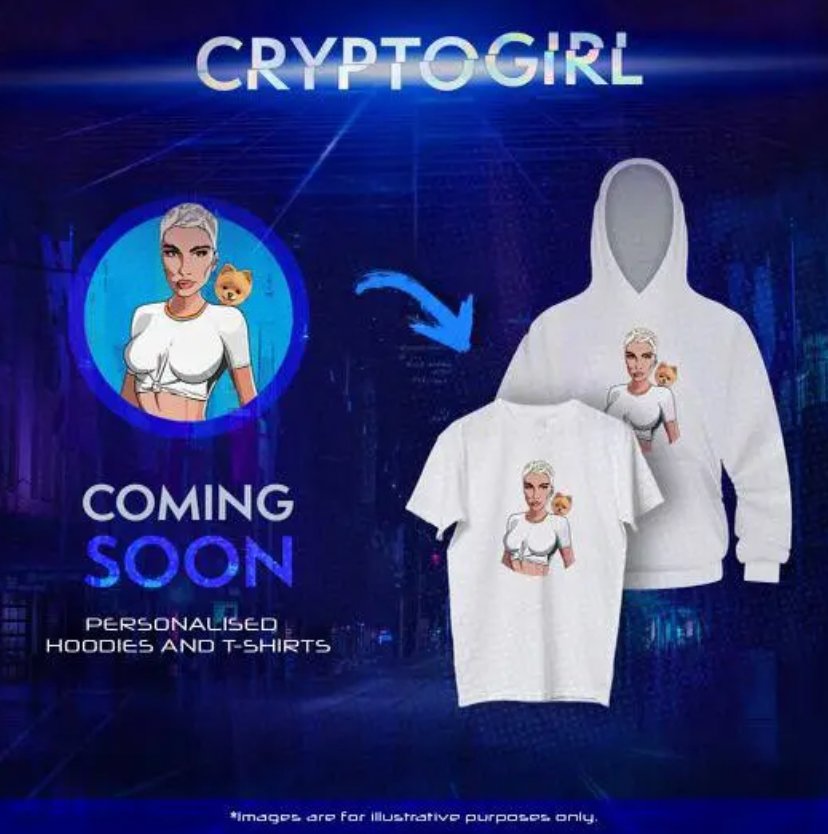 CRYPTOGIRL
COMING
SOON
PERSONALISED
HOODIES AND T-SHIRTS
*Images are for illustrative purposes only.